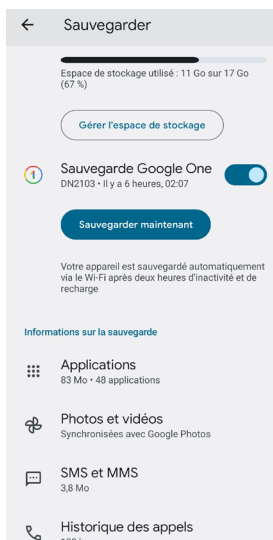 Sauvegarder
Espace de stockage utilisé : 11 Go sur 17 Go
(67 %)
Gérer l'espace de stockage
1
Sauvegarde Google One
DN2103 • Il y a 6 heures, 02:07
Sauvegarder maintenant
Votre appareil est sauvegardé automatiquement
via le Wi-Fi après deux heures d'inactivité et de
recharge
Informations sur la sauvegarde
Applications
83 Mo • 48 applications
Photos et vidéos
Synchronisées avec Google Photos
SMS et MMS
3,8 Mo
Historique des appels